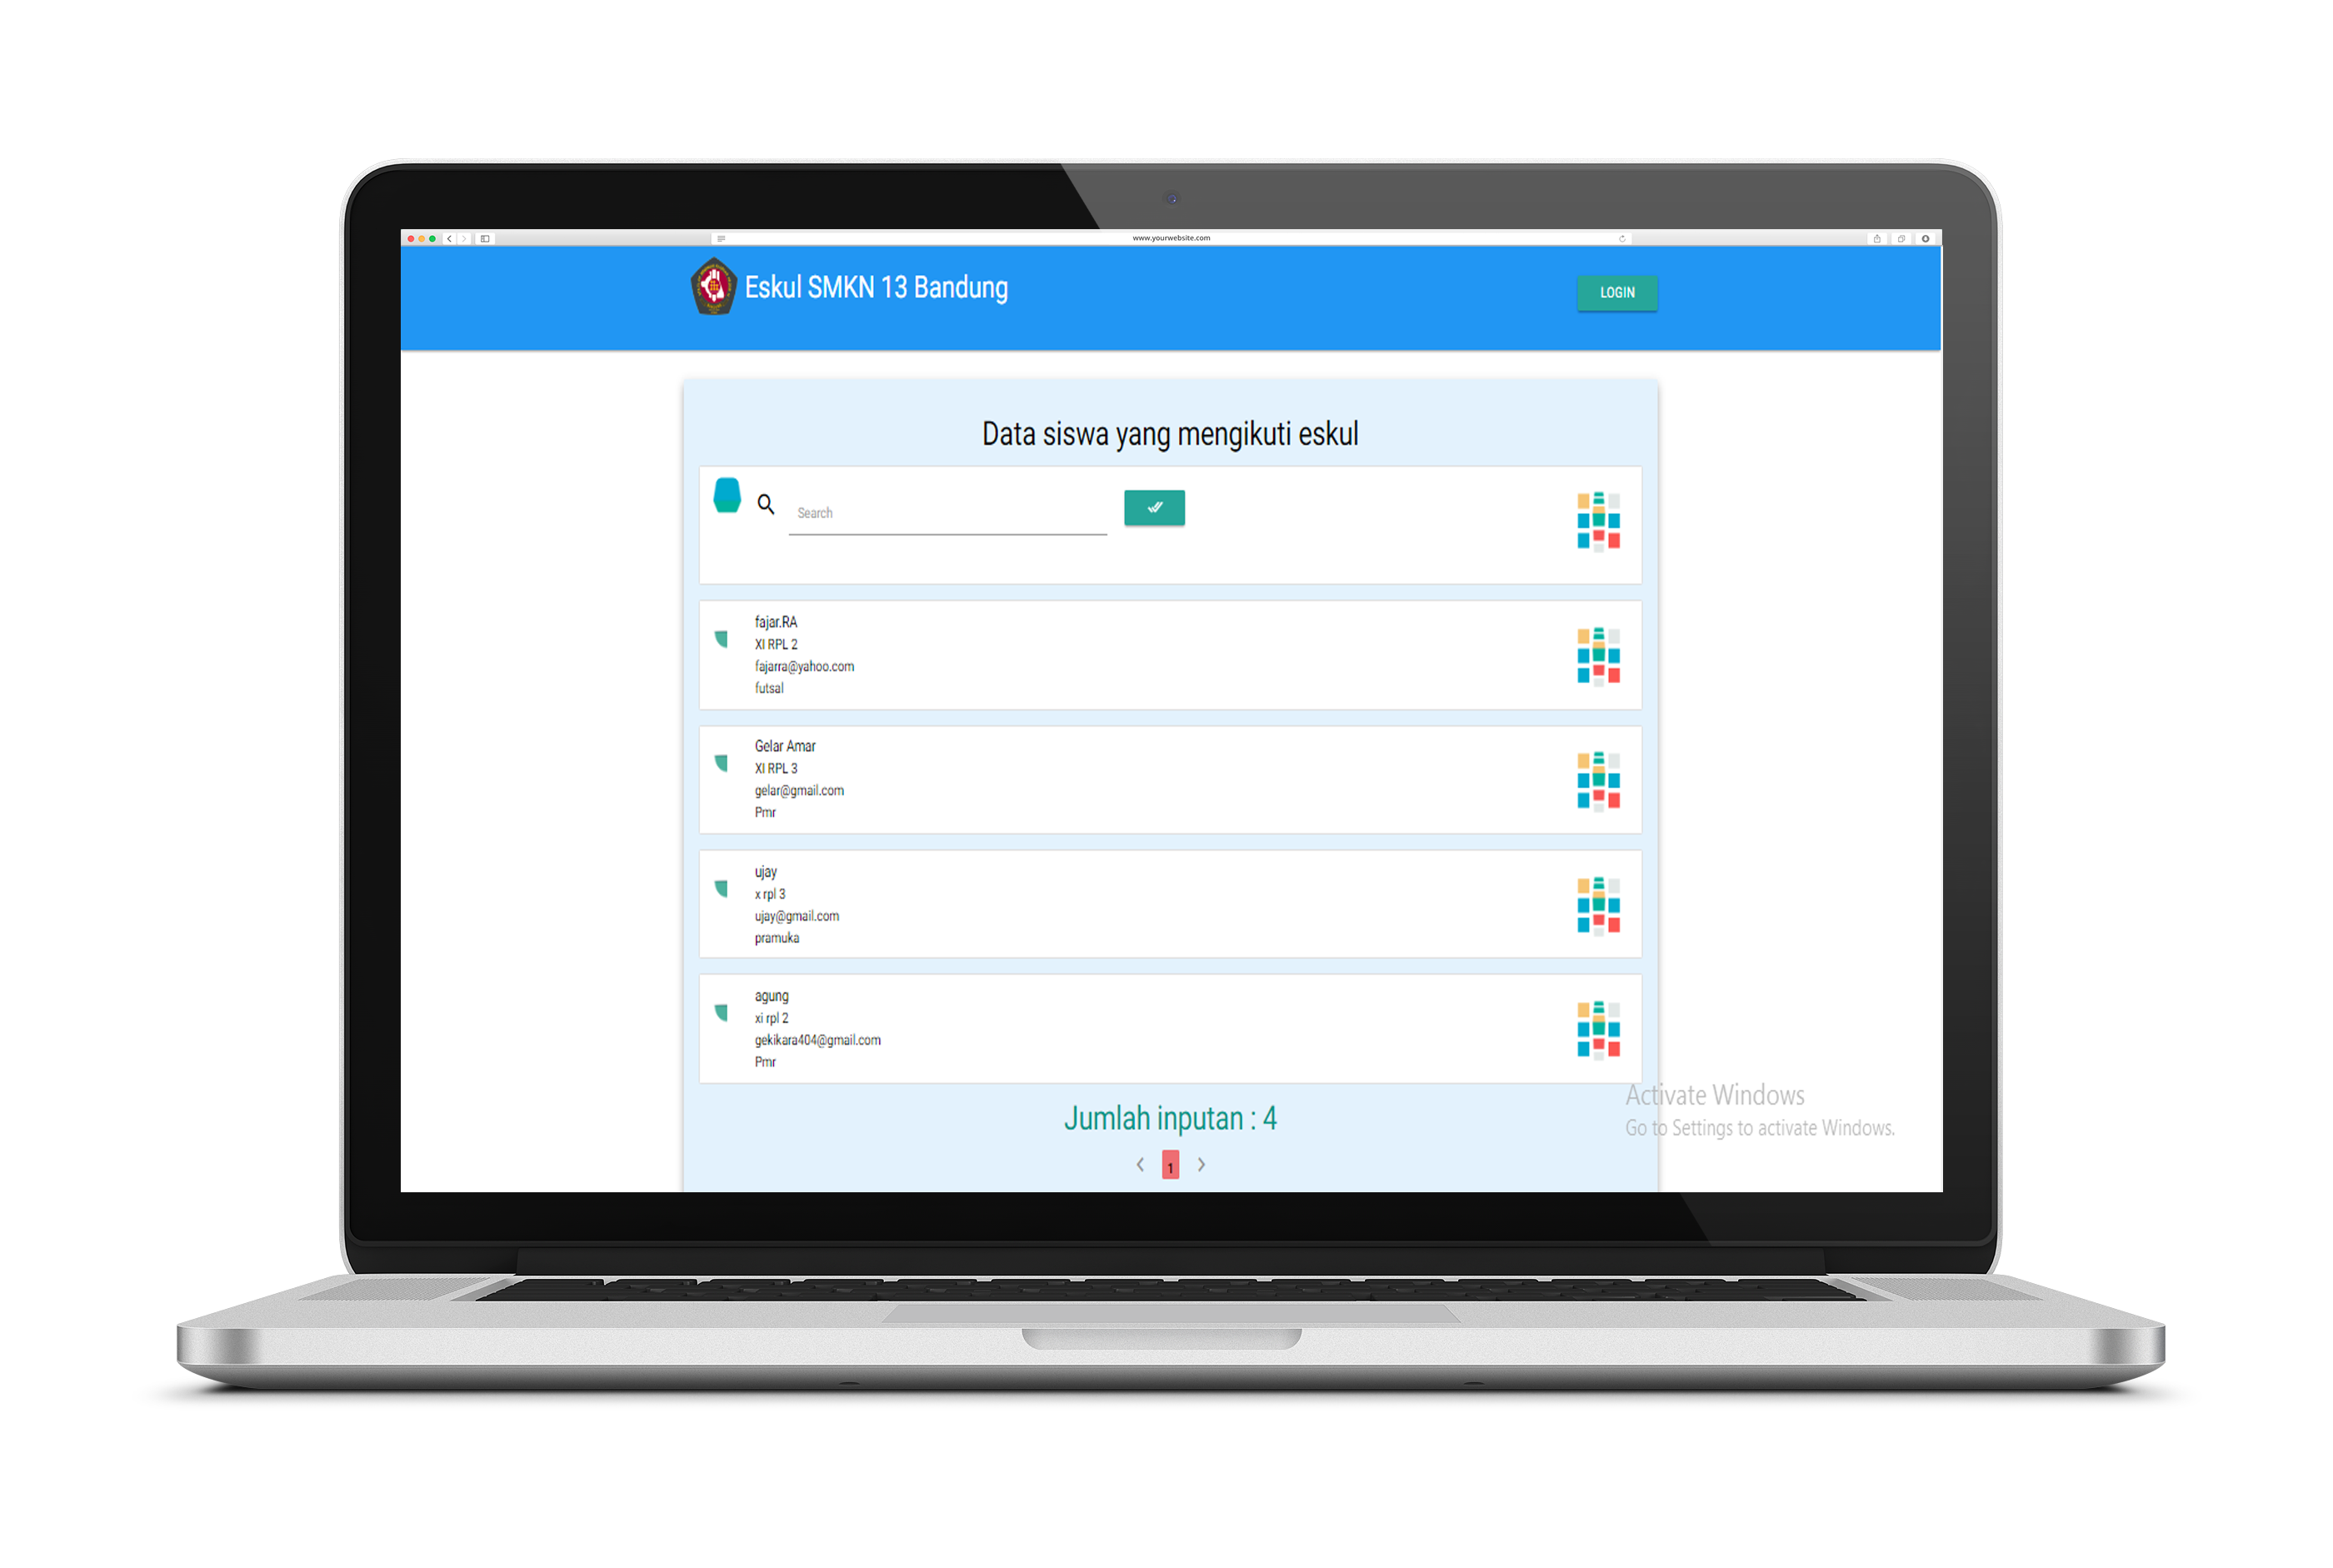 www.yourwebsite.com
Eskul SMKN 13 Bandung
LOGIN
Data siswa yang mengikuti eskul
Search
fajar.RA
XI RPL 2
fajarra@yahoo.com
futsal
Gelar Amar
XI RPL 3
gelar@gmail.com
Pmr
ujay
x rpl 3
ujay@gmail.com
pramuka
agung
xi rpl 2
gekikara404@gmail.com
Pmr
Jumlah inputan : 4
1
Activate Windows
Go to Settings to activate Windows.